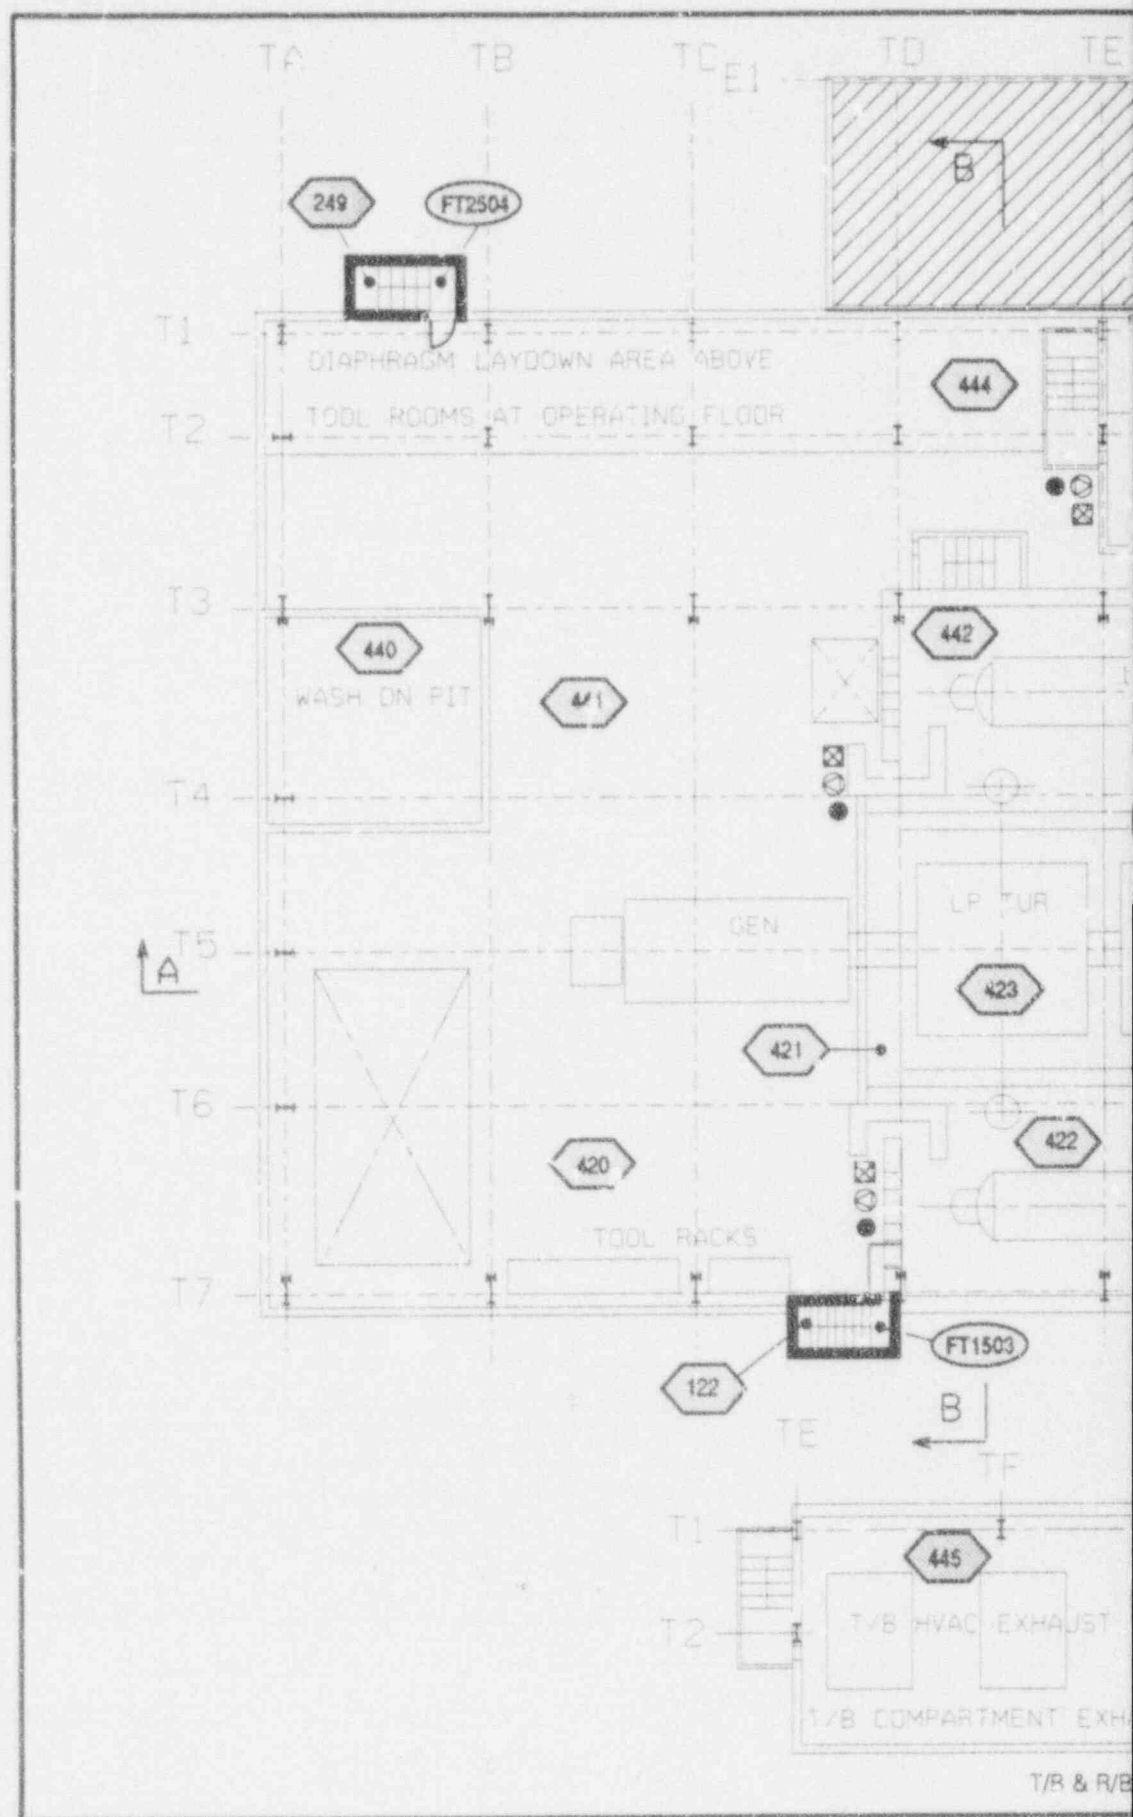 TA TB TC TD TE
E1
B
249 FT2504
T1
DIAPHRAGM LAYDOWN AREA ABOVE
444
T2 TOOL ROOMS AT OPERATING FLOOR
T3
440 442
WASH DN PIT 441
T4
GEN LP TUR
T5
A
423
421
T6
422
420
TOOL RACKS
T7
FT1503
122
B
TE
TF
T1
445
T2 T/B HVAC EXHAUST
T/B COMPARTMENT
T/B & R/B